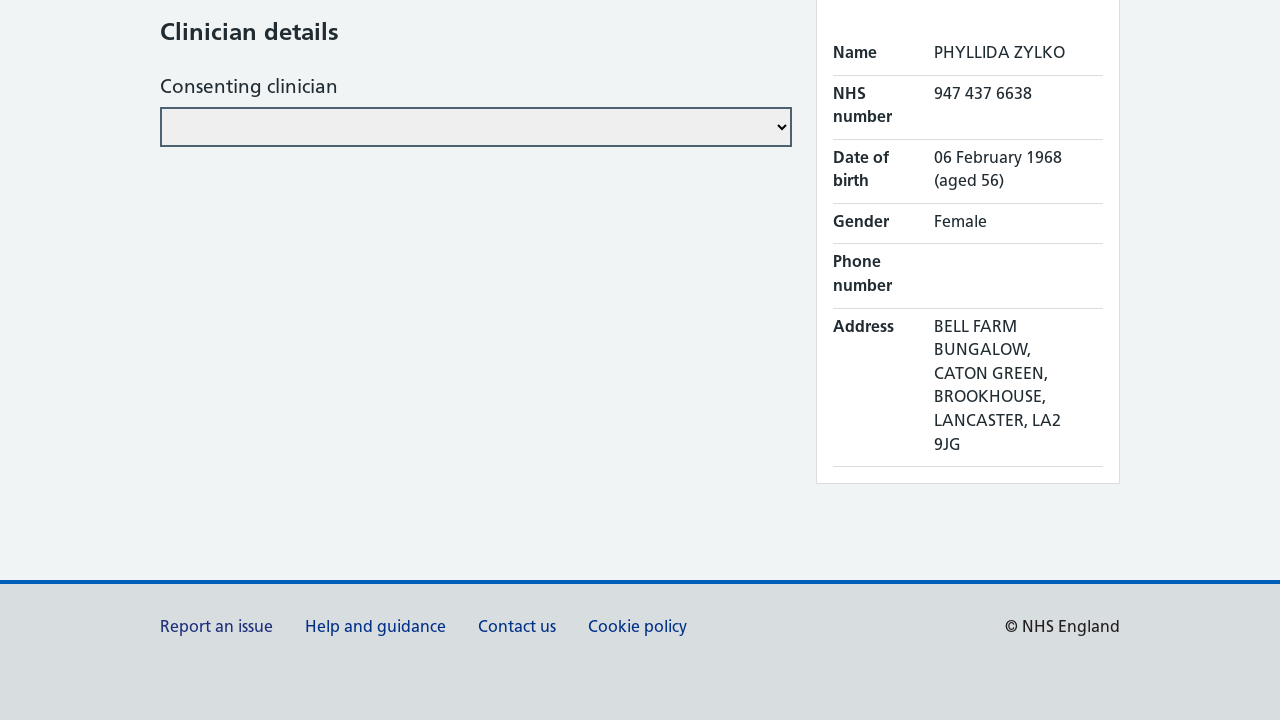 Clinician details
Consenting clinician
Name PHYLLIDA ZYLKO
NHS number 947 437 6638
Date of birth 06 February 1968 (aged 56)
Gender Female
Phone number
Address BELL FARM
BUNGALOW,
CATON GREEN,
BROOKHOUSE,
LANCASTER, LA2
9JG
Report an issue Help and guidance Contact us Cookie policy © NHS England